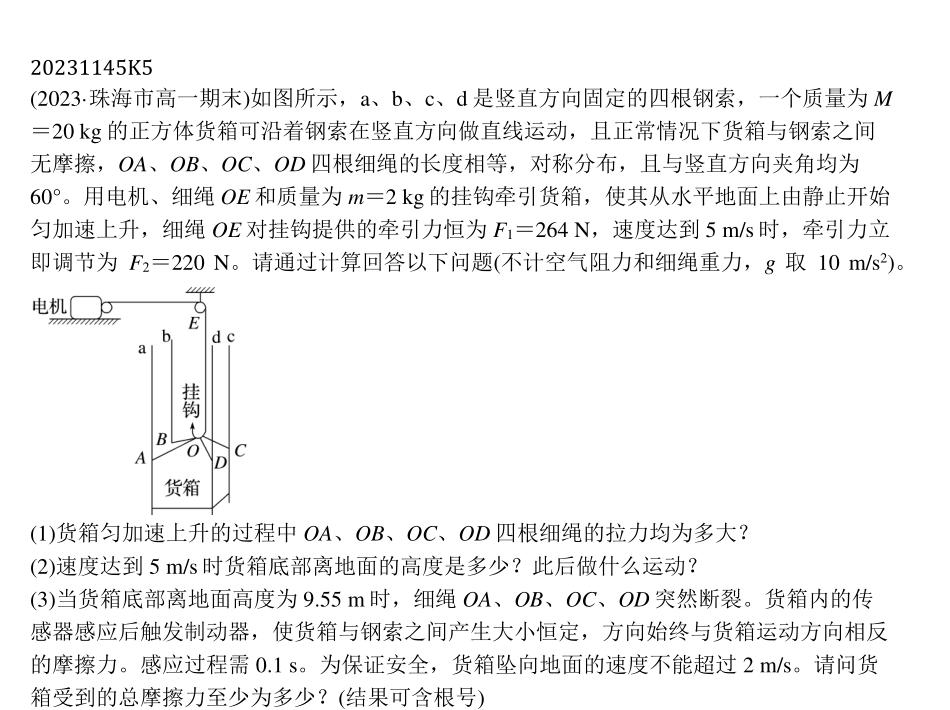 20231145K5
(2023·珠海市高一期末)如图所示，a、b、c、d 是竖直方向固定的四根钢索，一个质量为 M
＝20 kg 的正方体货箱可沿着钢索在竖直方向做直线运动，且正常情况下货箱与钢索之间
无摩擦，OA、OB、OC、OD 四根细绳的长度相等，对称分布，且与竖直方向夹角均为
60°。用电机、细绳 OE 和质量为 m＝2 kg 的挂钩牵引货箱，使其从水平地面上由静止开始
匀加速上升，细绳 OE 对挂钩提供的牵引力恒为 F₁＝264 N，速度达到 5 m/s 时，牵引力立
即调节为 F₂＝220 N。请通过计算回答以下问题(不计空气阻力和细绳重力，g 取 10 m/s²)。
电机
E
b
d c
a
挂
钩
B
O
C
A
D
货箱
(1)货箱匀加速上升的过程中 OA、OB、OC、OD 四根细绳的拉力均为多大？
(2)速度达到 5 m/s 时货箱底部离地面的高度是多少？此后做什么运动？
(3)当货箱底部离地面高度为 9.55 m 时，细绳 OA、OB、OC、OD 突然断裂。货箱内的传
感器感应后触发制动器，使货箱与钢索之间产生大小恒定，方向始终与货箱运动方向相反
的摩擦力。感应过程需 0.1 s。为保证安全，货箱坠向地面的速度不能超过 2 m/s。请问货
箱受到的总摩擦力至少为多少？(结果可含根号)